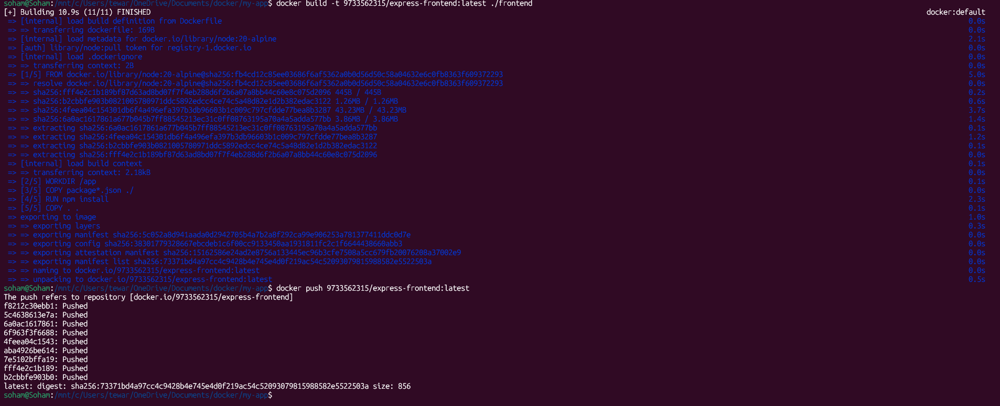 soham@Soham:/mnt/c/Users/tewar/OneDrive/Documents/docker/my-app$ docker build -t 9733562315/express-frontend:latest ./frontend
[+] Building 10.9s (11/11) FINISHED docker:default
=> [internal] load build definition from Dockerfile 0.0s
=> => transferring dockerfile: 169B 0.0s
=> [internal] load metadata for docker.io/library/node:20-alpine 2.1s
=> [auth] library/node:pull token for registry-1.docker.io 0.0s
=> [internal] load .dockerignore 0.0s
=> => transferring context: 2B 0.0s
=> [1/5] FROM docker.io/library/node:20-alpine@sha256:fb4cd12c85ee03686f6af5362a0b0d56d50c58a04632e6c0fb8363f609372293 5.0s
=> => resolve docker.io/library/node:20-alpine@sha256:fb4cd12c85ee03686f6af5362a0b0d56d50c58a04632e6c0fb8363f609372293 0.0s
=> => sha256:fff4e2c1b189bf87d63ad8bd07f7f4eb288d6f2b6a07a8bb44c60e8c075d2096 445B / 445B 0.2s
=> => sha256:b2cbbfe903b0821005780971ddc5892edcc4ce74c5a48d82e1d2b382edac3122 1.26MB / 1.26MB 0.6s
=> => sha256:4feea04c154301db6f4a496efa397b3db96603b1c009c797cfdde77bea8b3287 43.23MB / 43.23MB 3.7s
=> => sha256:6a0ac1617861a677b045b7ff88545213ec31c0ff08763195a70a4a5adda577bb 3.86MB / 3.86MB 1.4s
=> => extracting sha256:6a0ac1617861a677b045b7ff88545213ec31c0ff08763195a70a4a5adda577bb 0.1s
=> => extracting sha256:4feea04c154301db6f4a496efa397b3db96603b1c009c797cfdde77bea8b3287 1.2s
=> => extracting sha256:b2cbbfe903b0821005780971ddc5892edcc4ce74c5a48d82e1d2b382edac3122 0.1s
=> => extracting sha256:fff4e2c1b189bf87d63ad8bd07f7f4eb288d6f2b6a07a8bb44c60e8c075d2096 0.0s
=> [internal] load build context 0.1s
=> => transferring context: 2.18kB 0.0s
=> [2/5] WORKDIR /app 0.1s
=> [3/5] COPY package*.json ./ 0.0s
=> [4/5] RUN npm install 2.3s
=> [5/5] COPY . . 0.1s
=> exporting to image 1.0s
=> => exporting layers 0.3s
=> => exporting manifest sha256:5c052a8d941aada0d2942705b4a7b2a8f292ca99e906253a781377411ddc0d7e 0.0s
=> => exporting config sha256:38301779328667ebcdeb1c6f00cc9133450aa1931811fc2c1f6644438660abb3 0.0s
=> => exporting attestation manifest sha256:15162586e24ad2e8756a133445ec96b3cfe7508a5cc679fb20076208a37002e9 0.0s
=> => exporting manifest list sha256:73371bd4a97cc4c9428b4e745e4d0f219ac54c52093079815988582e5522503a 0.0s
=> => naming to docker.io/9733562315/express-frontend:latest 0.0s
=> => unpacking to docker.io/9733562315/express-frontend:latest 0.5s
soham@Soham:/mnt/c/Users/tewar/OneDrive/Documents/docker/my-app$ docker push 9733562315/express-frontend:latest
The push refers to repository [docker.io/9733562315/express-frontend]
f8212c30ebb1: Pushed
5c4638613e7a: Pushed
6a0ac1617861: Pushed
6f963f3f6688: Pushed
4feea04c1543: Pushed
aba4926be614: Pushed
7e5102bffa19: Pushed
fff4e2c1b189: Pushed
b2cbbfe903b0: Pushed
latest: digest: sha256:73371bd4a97cc4c9428b4e745e4d0f219ac54c52093079815988582e5522503a size: 856
soham@Soham:/mnt/c/Users/tewar/OneDrive/Documents/docker/my-app$